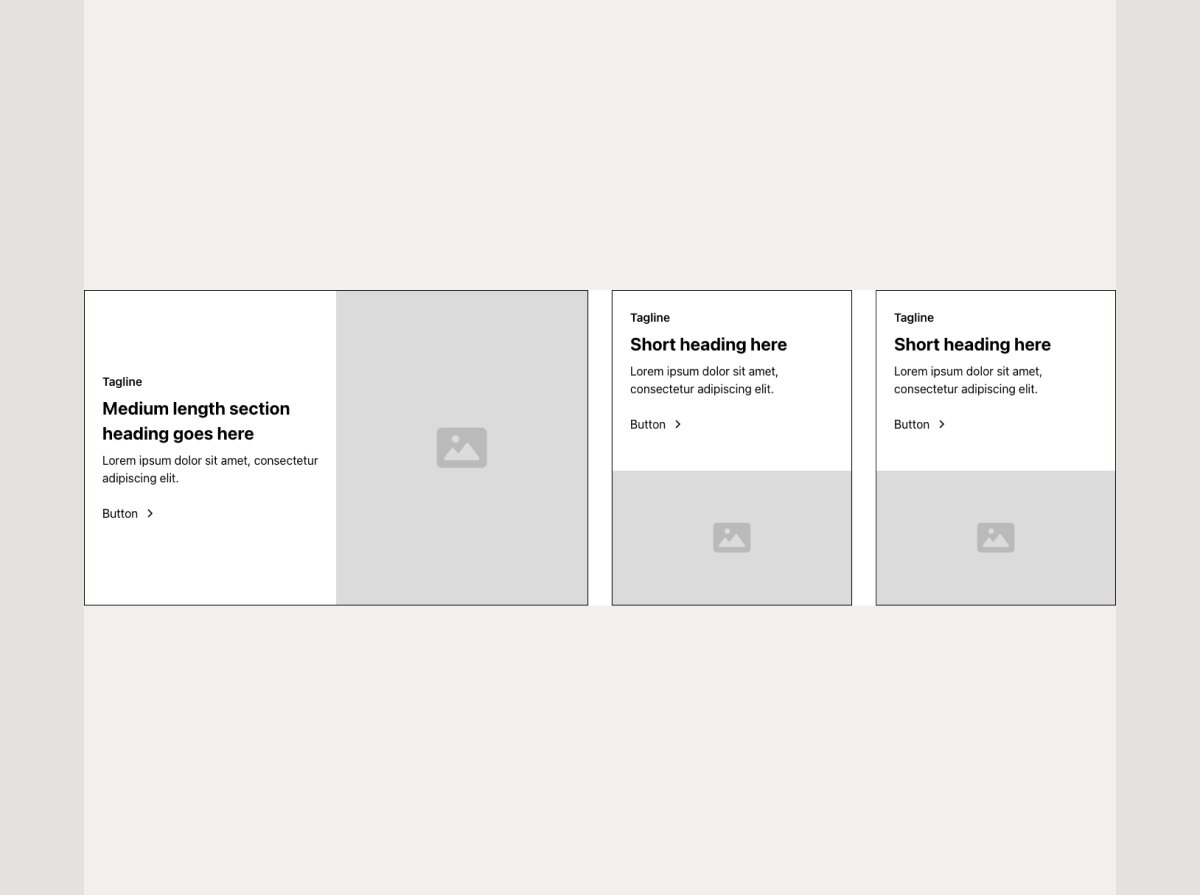 Tagline
Medium length section
heading goes here
Lorem ipsum dolor sit amet, consectetur
adipiscing elit.
Button
Tagline
Short heading here
Lorem ipsum dolor sit amet,
consectetur adipiscing elit.
Button
Tagline
Short heading here
Lorem ipsum dolor sit amet,
consectetur adipiscing elit.
Button